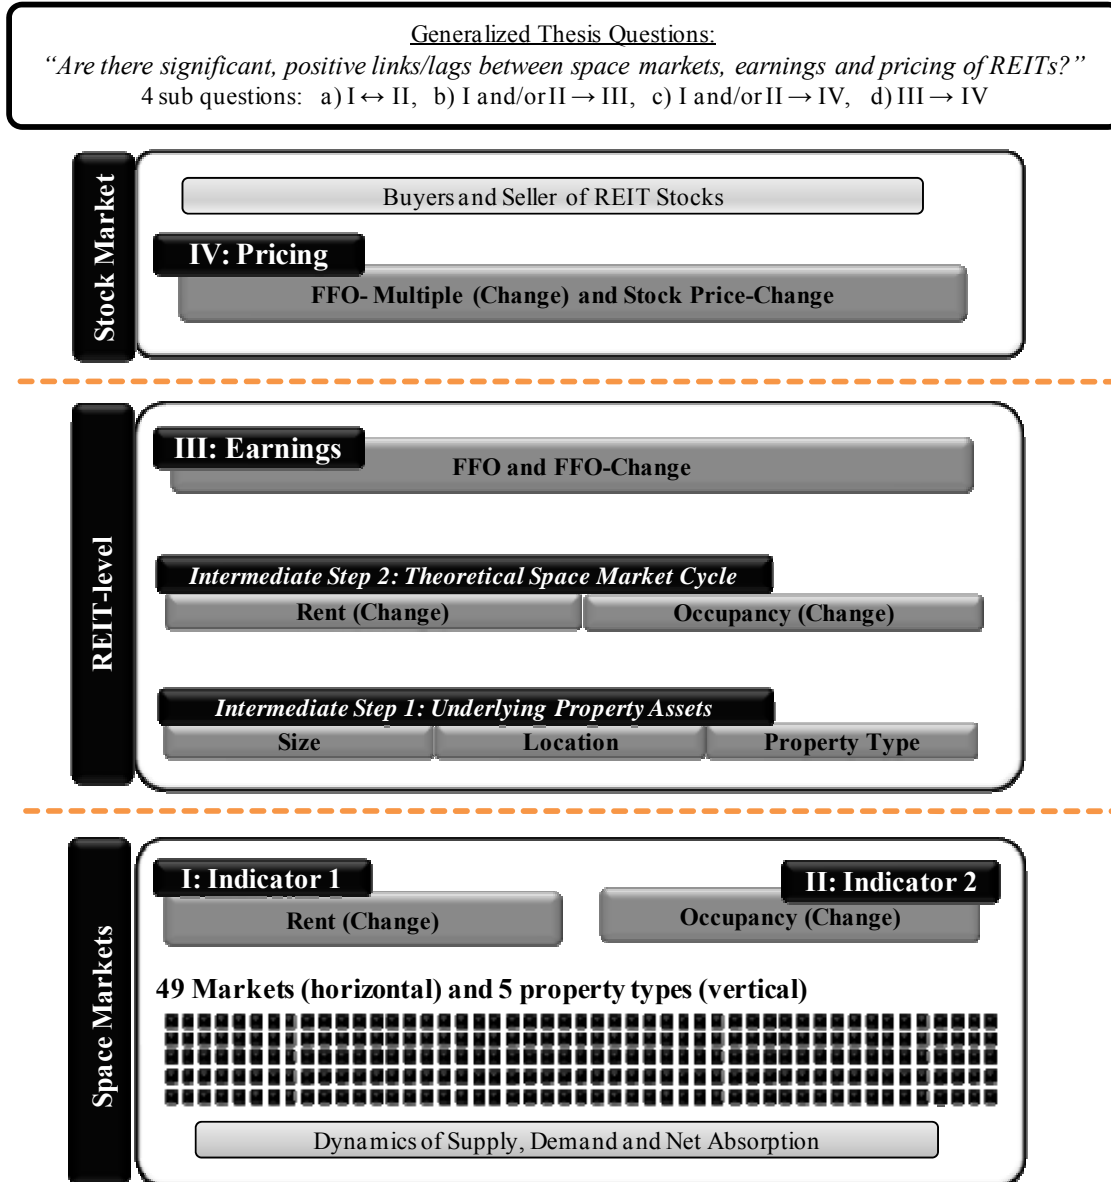 Generalized Thesis Questions:
“Are there significant, positive links/lags between space markets, earnings and pricing of REITs?”
4 sub questions: a) I ↔ II, b) I and/or II → III, c) I and/or II → IV, d) III → IV
Stock Market
Buyers and Seller of REIT Stocks
IV: Pricing
FFO- Multiple (Change) and Stock Price-Change
REIT-level
III: Earnings
FFO and FFO-Change
Intermediate Step 2: Theoretical Space Market Cycle
Rent (Change)
Occupancy (Change)
Intermediate Step 1: Underlying Property Assets
Size
Location
Property Type
Space Markets
I: Indicator 1
II: Indicator 2
Rent (Change)
Occupancy (Change)
49 Markets (horizontal) and 5 property types (vertical)
Dynamics of Supply, Demand and Net Absorption